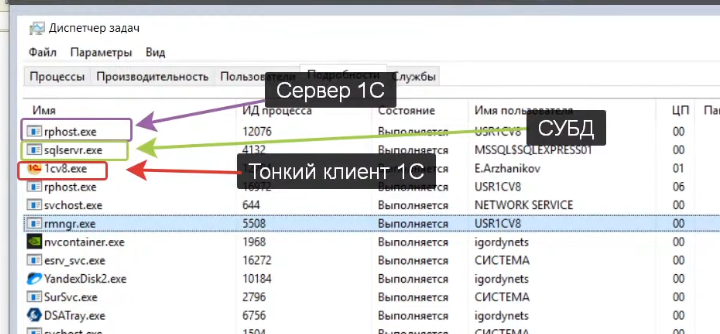 Диспетчер задач
Файл Параметры Вид
Процессы Производительность Пользователи Подробности Службы
Сервер 1С
Имя ИД процесса Состояние Имя пользователя ЦП
rphost.exe 12076 Выполняется USR1CV8 00
СУБД
sqlservr.exe 4132 Выполняется MSSQL$SQLEXPRESS01 00
1cv8.exe Выполняется E.Arzhanikov 01
Тонкий клиент 1С
rphost.exe 16972 Выполняется USR1CV8 06
svchost.exe 644 Выполняется NETWORK SERVICE 00
rmngr.exe 5508 Выполняется USR1CV8 00
nvcontainer.exe 1968 Выполняется igordynets 00
esrv_svc.exe 16272 Выполняется СИСТЕМА 00
YandexDisk2.exe 10184 Выполняется igordynets 00
SurSvc.exe 2796 Выполняется СИСТЕМА 00
DSATray.exe 6756 Выполняется igordynets 00
svchost.exe 1504 Выполняется СИСТЕМА 00